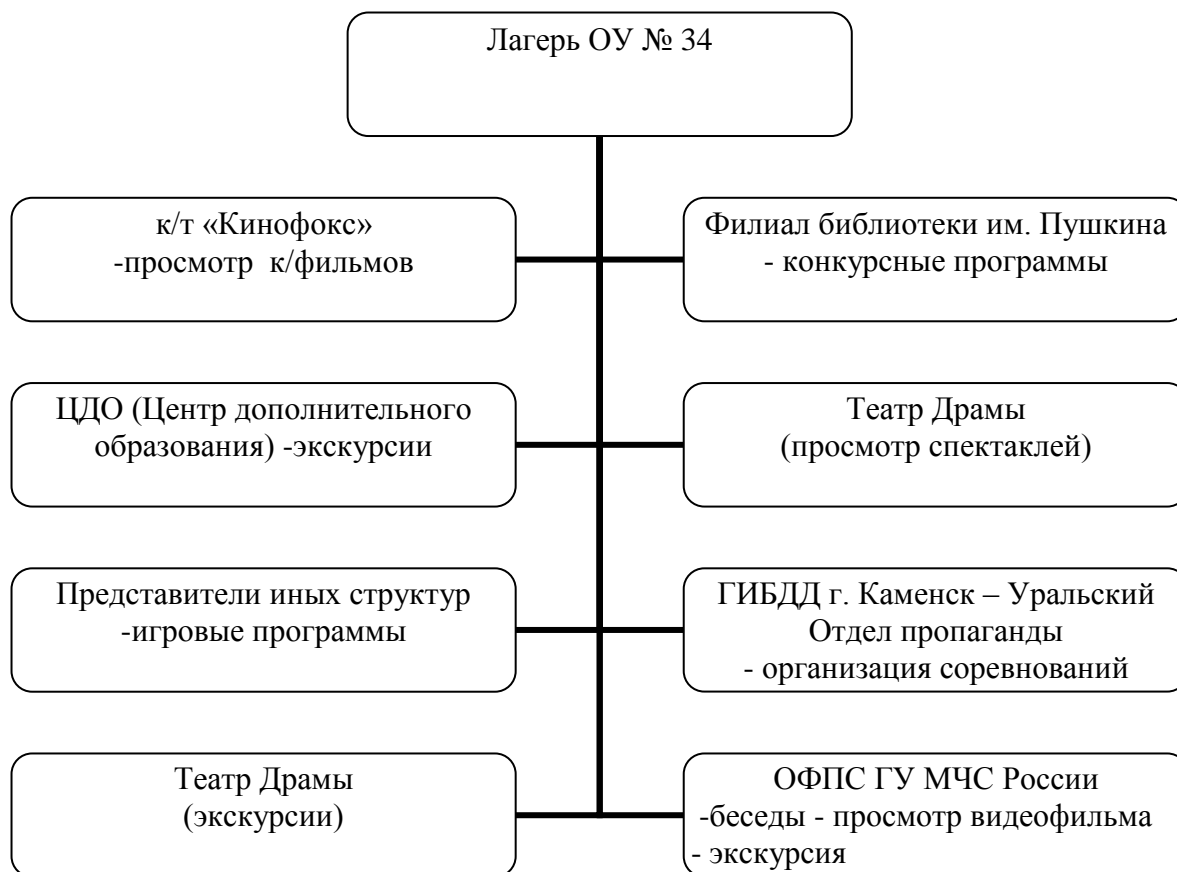 Лагерь ОУ № 34
к/т «Кинофокс»
-просмотр к/фильмов
Филиал библиотеки им. Пушкина
- конкурсные программы
ЦДО (Центр дополнительного
образования) -экскурсии
Театр Драмы
(просмотр спектаклей)
Представители иных структур
-игровые программы
ГИБДД г. Каменск – Уральский
Отдел пропаганды
- организация соревнований
Театр Драмы
(экскурсии)
ОФПС ГУ МЧС России
-беседы - просмотр видеофильма
- экскурсия